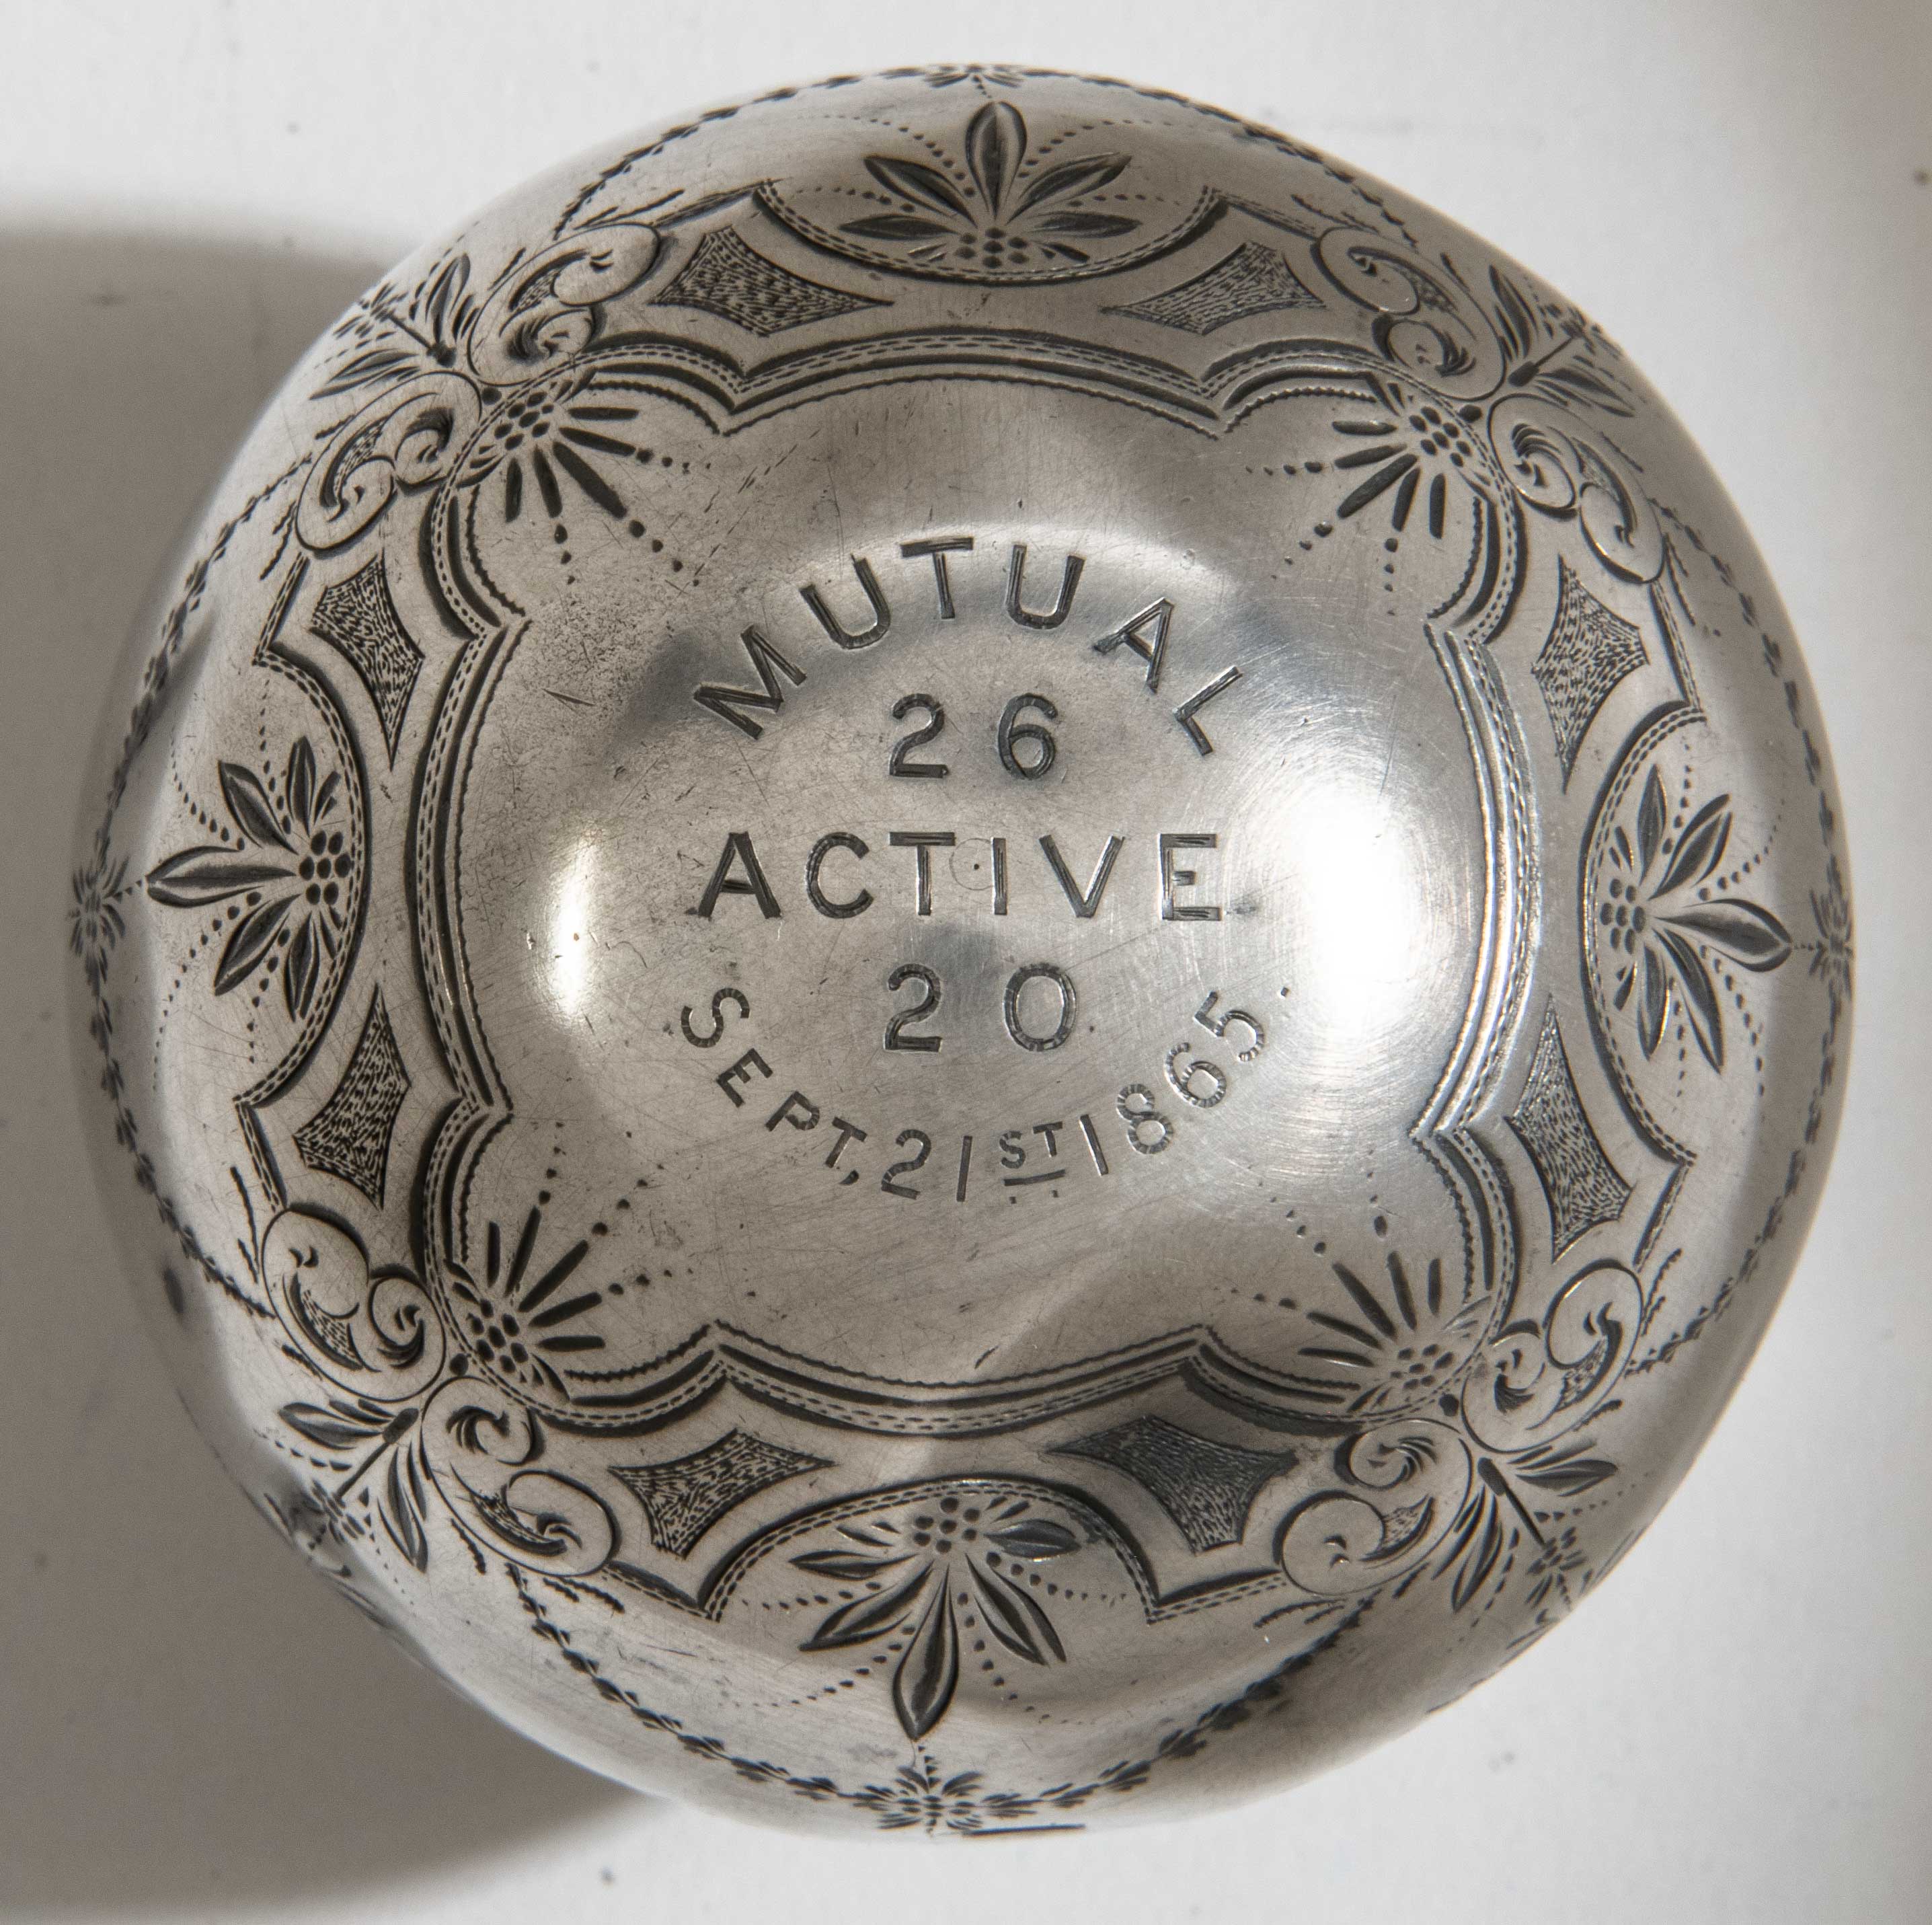 MUTUAL
26
ACTIVE
20
SEPT, 21ST 1865.